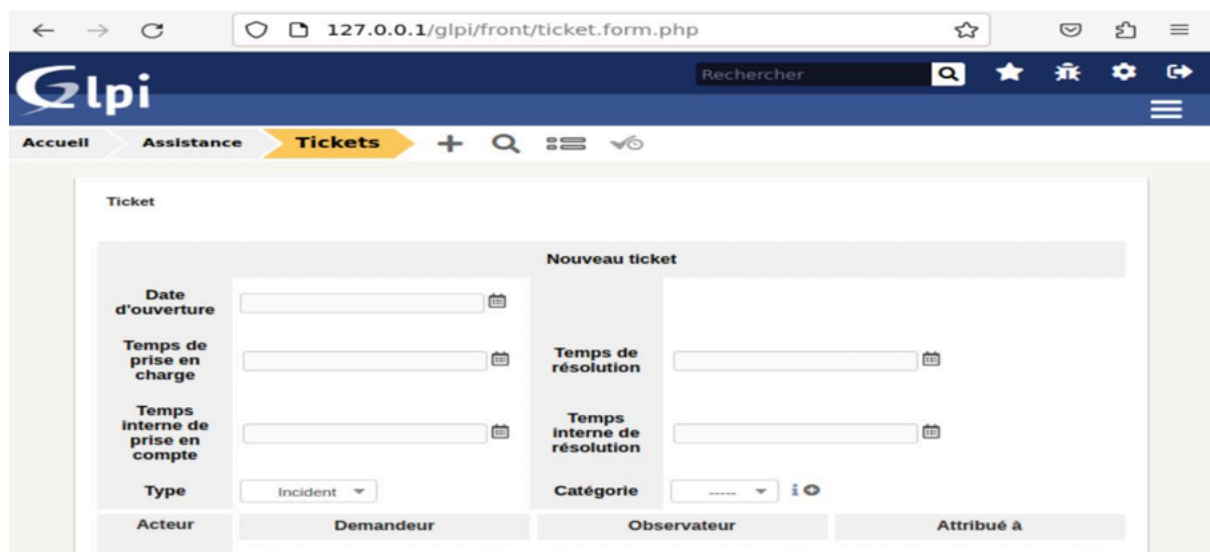 127.0.0.1/glpi/front/ticket.form.php
Glpi
Rechercher
Accueil Assistance Tickets
Ticket
Nouveau ticket
Date
d'ouverture
Temps de
prise en
charge
Temps de
résolution
Temps
interne de
prise en
compte
Temps
interne de
résolution
Type Incident Catégorie -----
Acteur Demandeur Observateur Attribué à